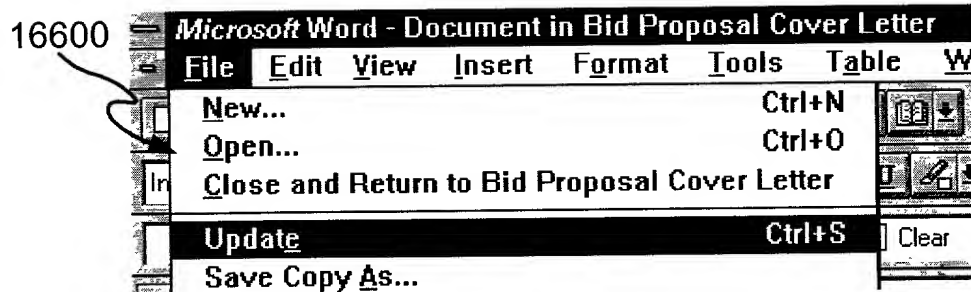 16600
Microsoft Word - Document in Bid Proposal Cover Letter
File Edit View Insert Format Tools Table W
New... Ctrl+N
Open... Ctrl+O
In
Close and Return to Bid Proposal Cover Letter
Update Ctrl+S
Clear
Save Copy As...